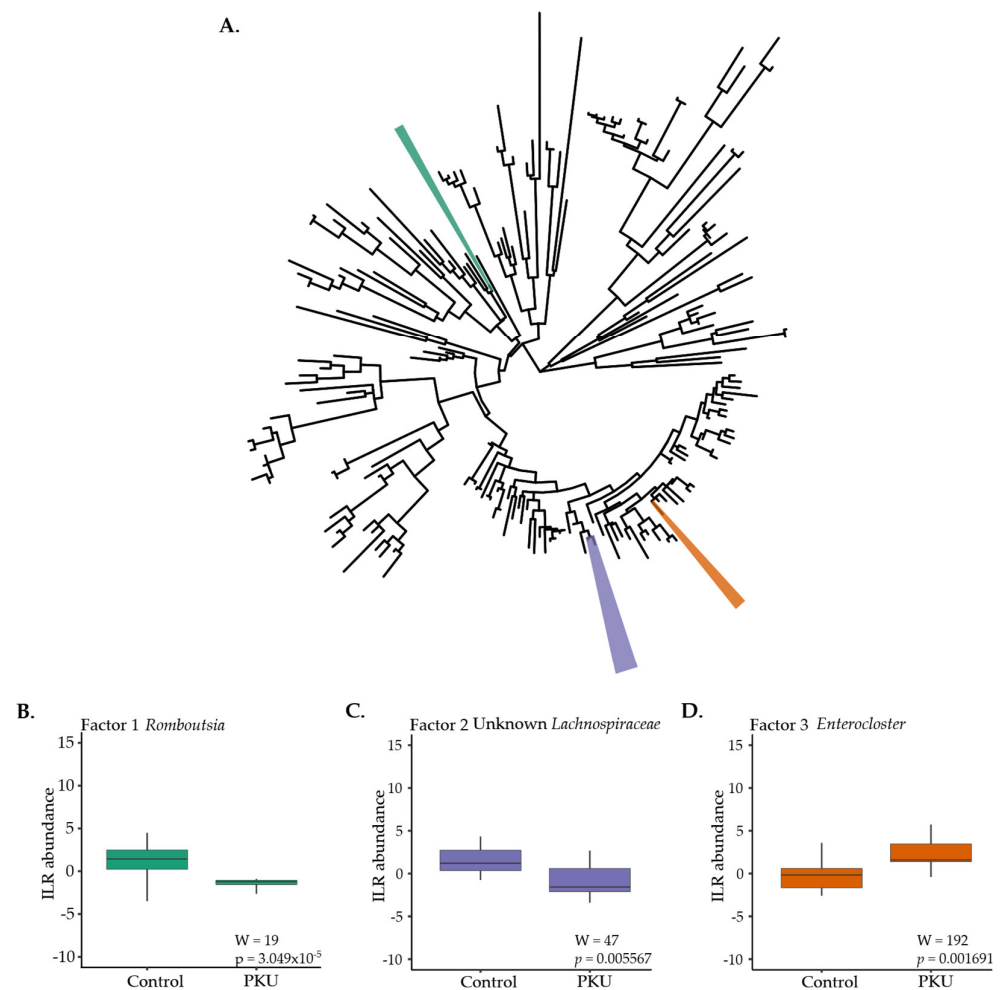 A.
B.
Factor 1 Romboutsia
ILR abundance
15
10
5
0
-5
-10
W = 19
p = 3.049x10-5
Control PKU
C.
Factor 2 Unknown Lachnospiraceae
ILR abundance
15
10
5
0
-5
-10
W = 47
p = 0.005567
Control PKU
D.
Factor 3 Enterocloster
ILR abundance
15
10
5
0
-5
-10
W = 192
p = 0.001691
Control PKU